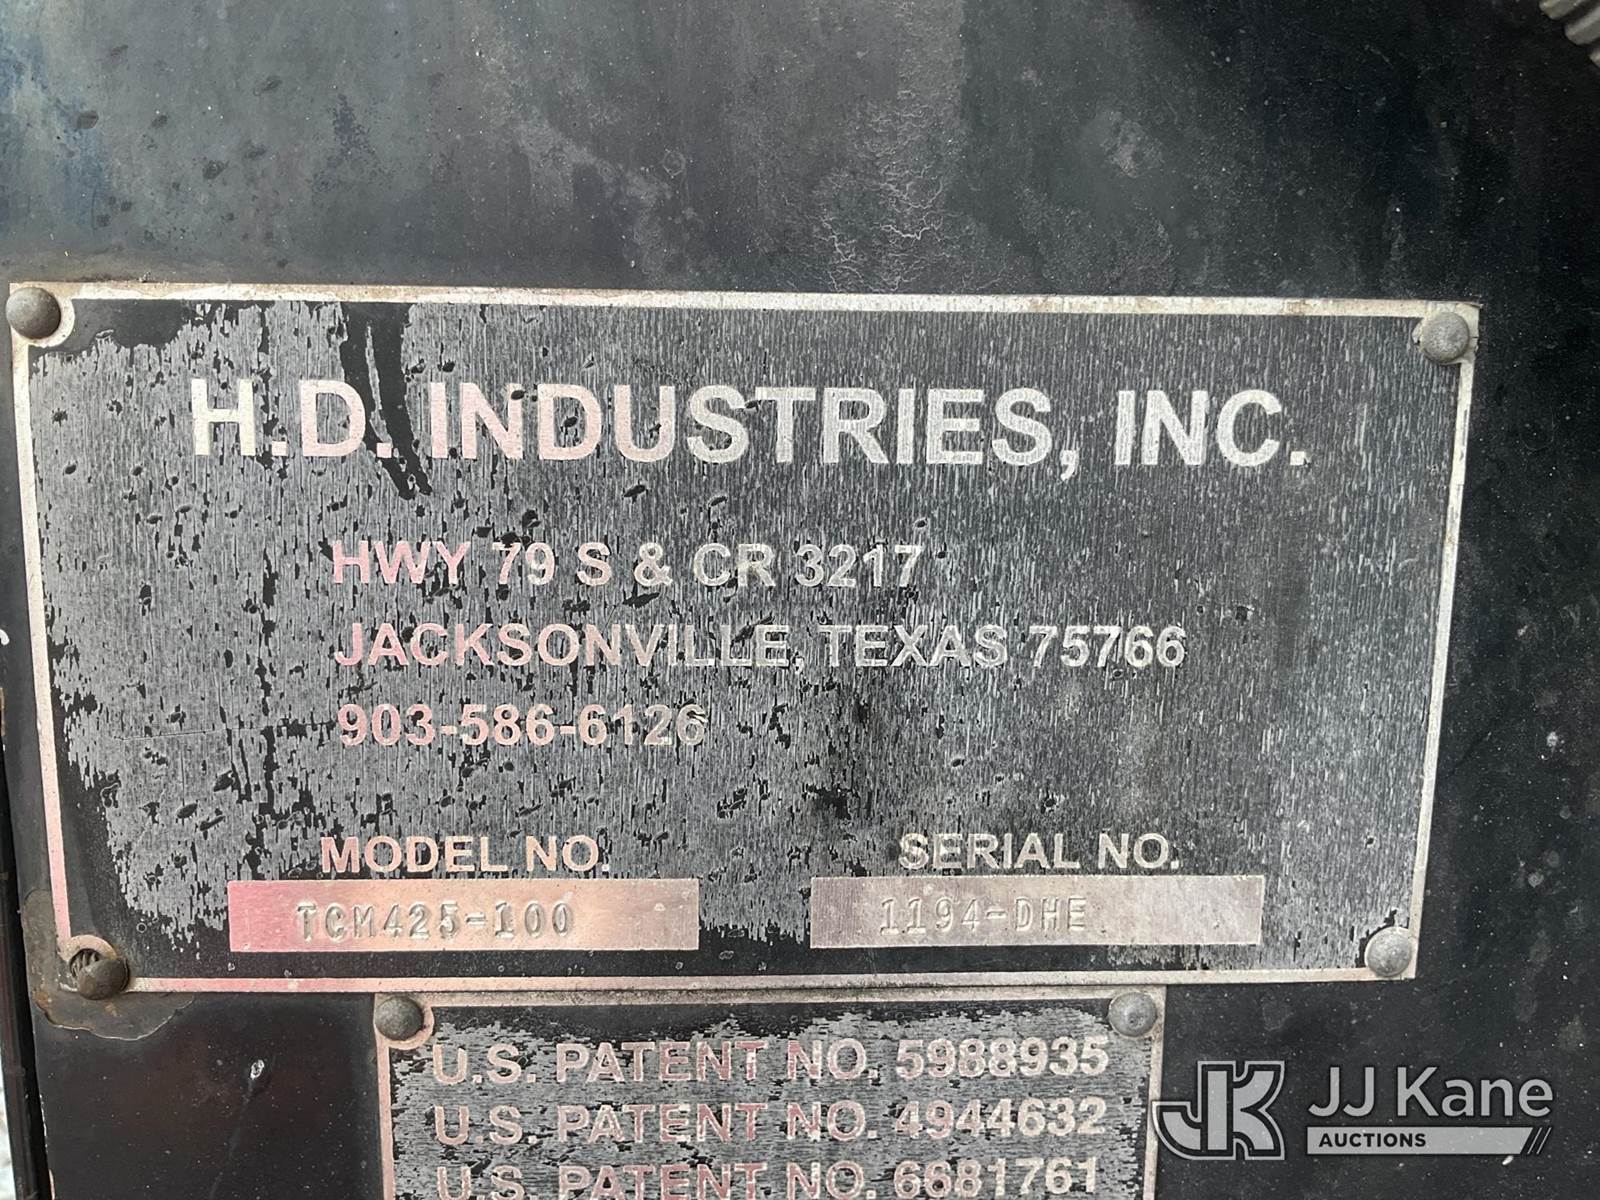 H.D. INDUSTRIES, INC.
HWY 79 S & CR 3217
JACKSONVILLE, TEXAS 75766
903-586-6126
MODEL NO. SERIAL NO.
TCM425-100 1194-DHE
U.S. PATENT NO. 5988935
U.S. PATENT NO. 4944632
U.S. PATENT NO. 6681761
JK JJ Kane
AUCTIONS